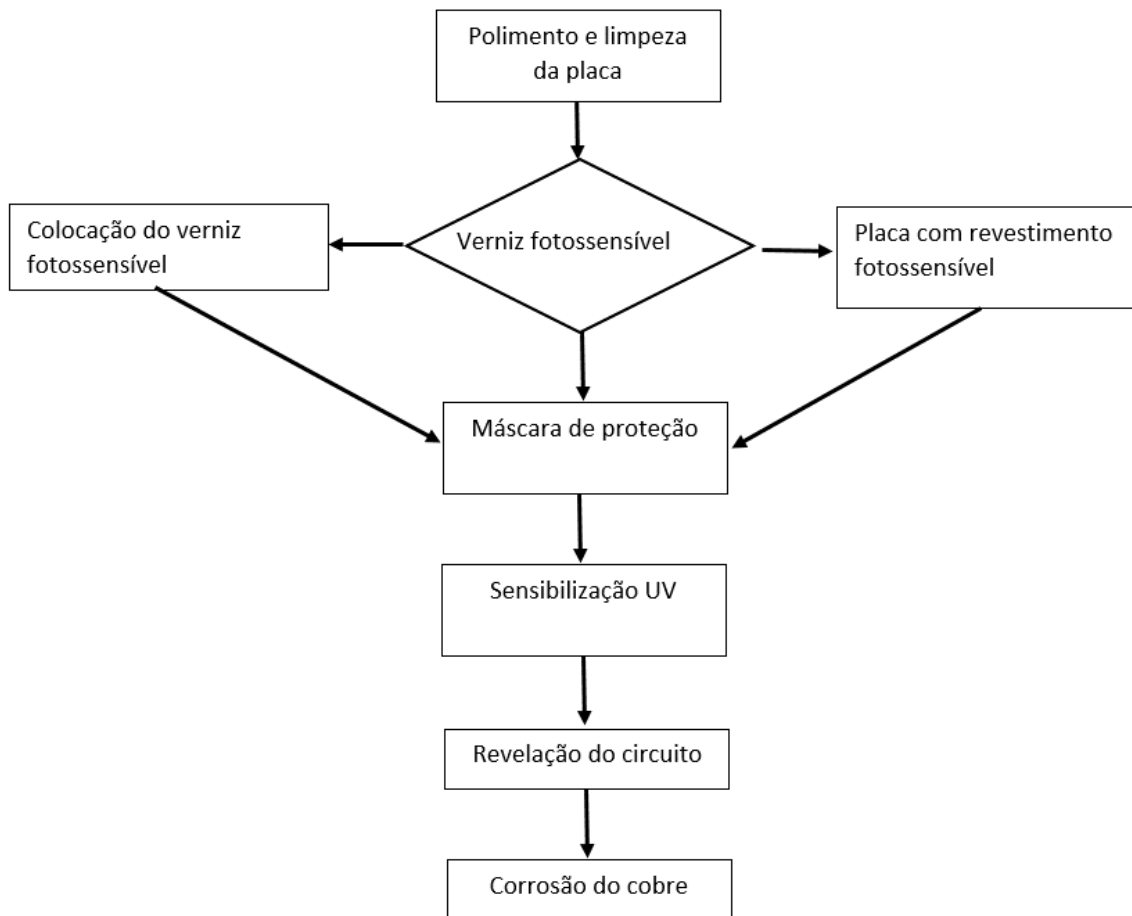 Polimento e limpeza
da placa
Colocação do verniz
fotossensível
Verniz fotossensível
Placa com revestimento
fotossensível
Máscara de proteção
Sensibilização UV
Revelação do circuito
Corrosão do cobre